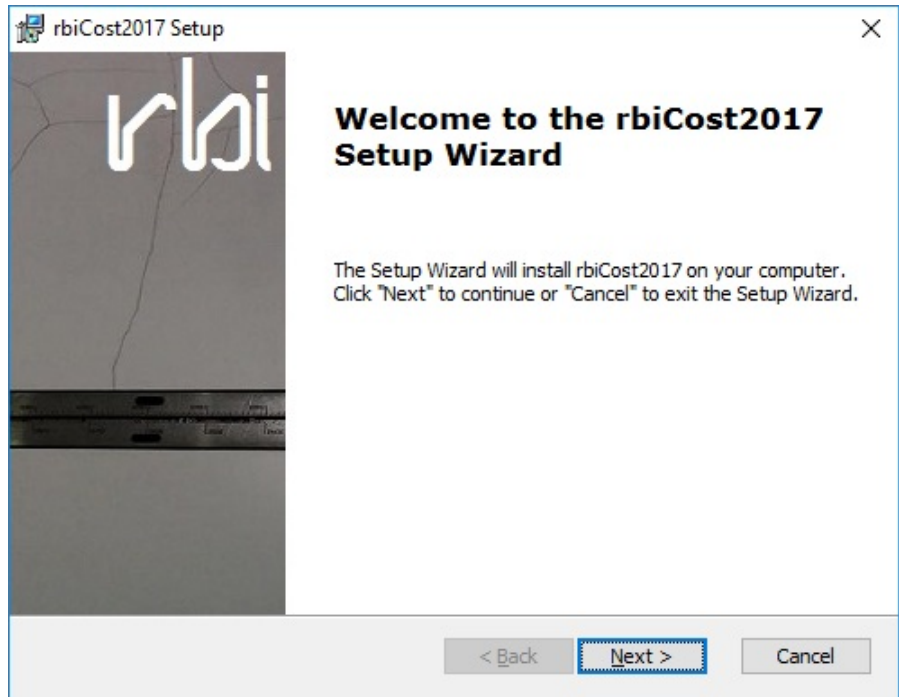 rbiCost2017 Setup
rbi
Welcome to the rbiCost2017
Setup Wizard
The Setup Wizard will install rbiCost2017 on your computer.
Click "Next" to continue or "Cancel" to exit the Setup Wizard.
< Back
Next >
Cancel